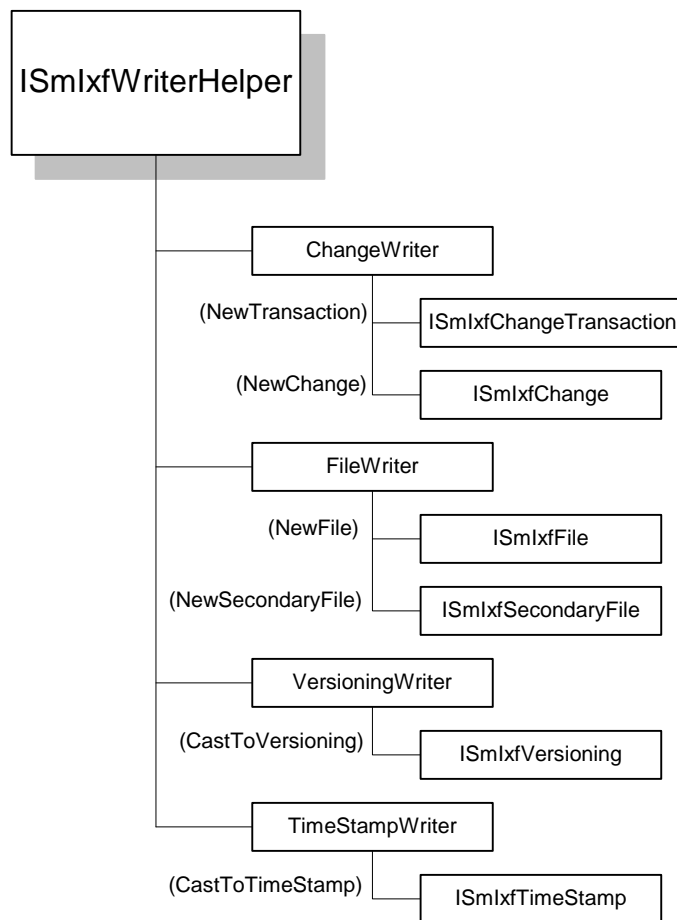 ISmIxfWriterHelper
ChangeWriter
(NewTransaction)
ISmIxfChangeTransaction
(NewChange)
ISmIxfChange
FileWriter
(NewFile)
ISmIxfFile
(NewSecondaryFile)
ISmIxfSecondaryFile
VersioningWriter
(CastToVersioning)
ISmIxfVersioning
TimeStampWriter
(CastToTimeStamp)
ISmIxfTimeStamp